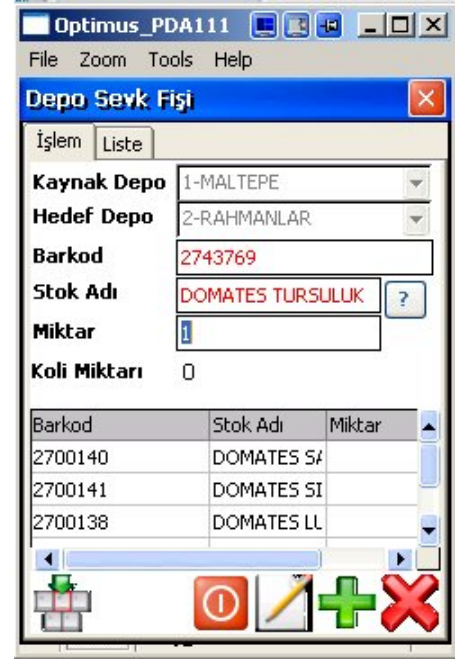 Optimus_PDA111
File Zoom Tools Help
Depo Sevk Fişi
İşlem Liste
Kaynak Depo 1-MALTEPE
Hedef Depo 2-RAHMANLAR
Barkod 2743769
Stok Adı DOMATES TURSULUK ?
Miktar 1
Koli Miktarı 0
Barkod Stok Adı Miktar
2700140 DOMATES SA
2700141 DOMATES SI
2700138 DOMATES LL